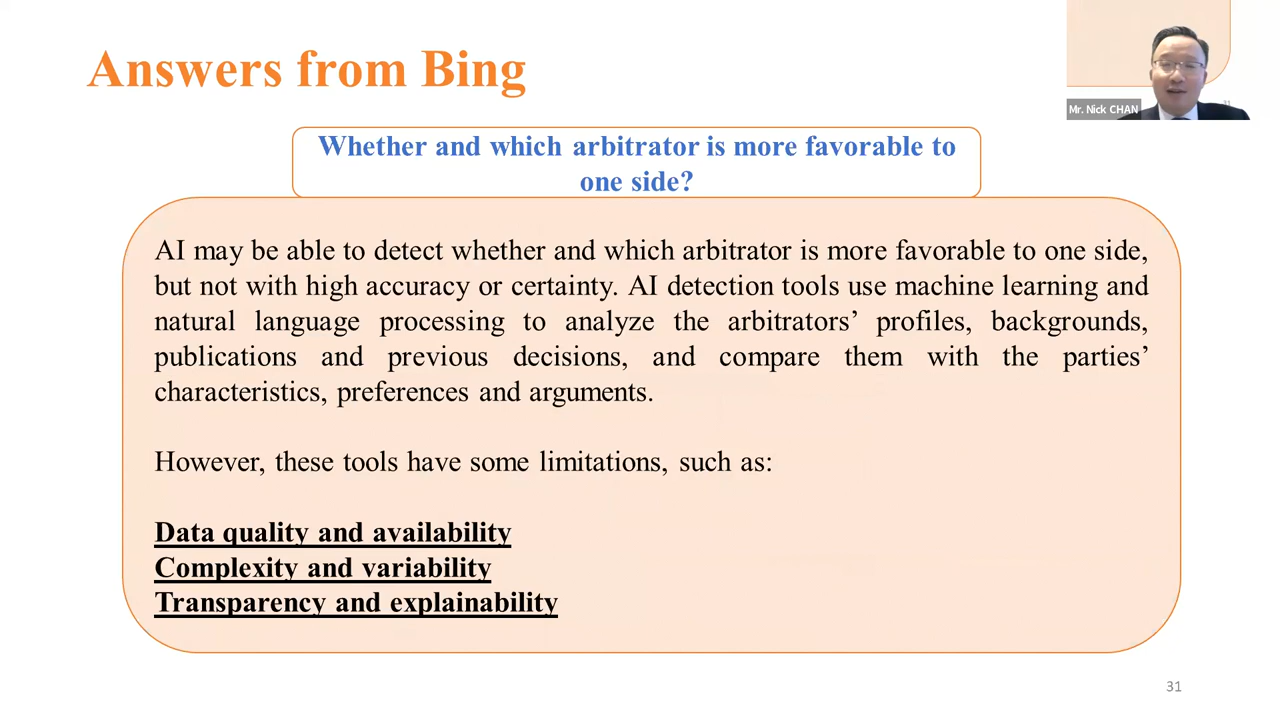 Answers from Bing
Mr. Nick CHAN
Whether and which arbitrator is more favorable to
one side?
AI may be able to detect whether and which arbitrator is more favorable to one side,
but not with high accuracy or certainty. AI detection tools use machine learning and
natural language processing to analyze the arbitrators’ profiles, backgrounds,
publications and previous decisions, and compare them with the parties’
characteristics, preferences and arguments.
However, these tools have some limitations, such as:
Data quality and availability
Complexity and variability
Transparency and explainability
31